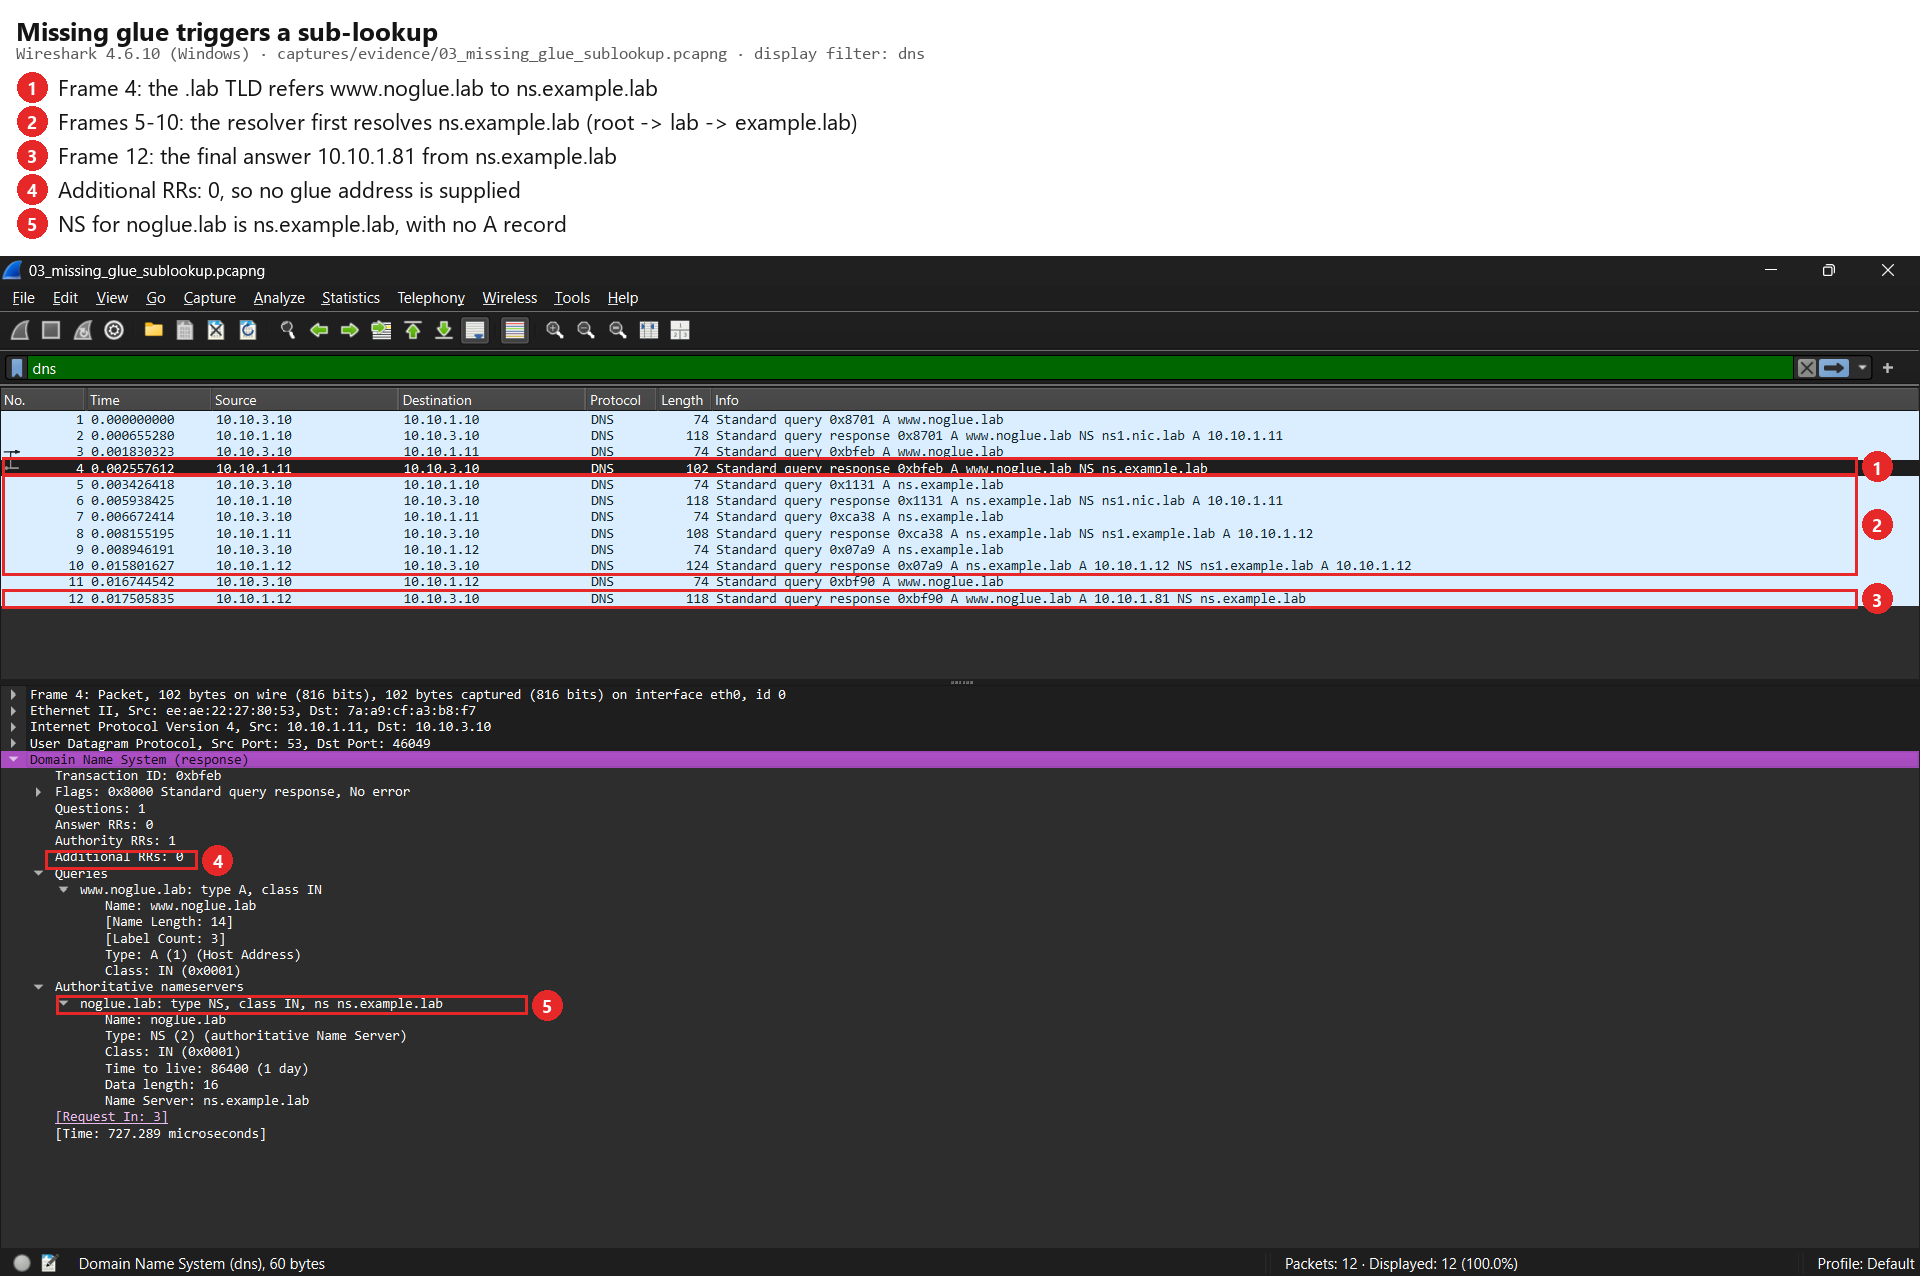 Missing glue triggers a sub-lookup
Wireshark 4.6.10 (Windows) · captures/evidence/03_missing_glue_sublookup.pcapng · display filter: dns
1 Frame 4: the .lab TLD refers www.noglue.lab to ns.example.lab
2 Frames 5-10: the resolver first resolves ns.example.lab (root -> lab -> example.lab)
3 Frame 12: the final answer 10.10.1.81 from ns.example.lab
4 Additional RRs: 0, so no glue address is supplied
5 NS for noglue.lab is ns.example.lab, with no A record
03_missing_glue_sublookup.pcapng
File Edit View Go Capture Analyze Statistics Telephony Wireless Tools Help
dns
No. Time Source Destination Protocol Length Info
1 0.000000000 10.10.3.10 10.10.1.10 DNS 74 Standard query 0x8701 A www.noglue.lab
2 0.000655280 10.10.1.10 10.10.3.10 DNS 118 Standard query response 0x8701 A www.noglue.lab NS ns1.nic.lab A 10.10.1.11
3 0.001830323 10.10.3.10 10.10.1.11 DNS 74 Standard query 0xbfeb A www.noglue.lab
4 0.002557612 10.10.1.11 10.10.3.10 DNS 102 Standard query response 0xbfeb A www.noglue.lab NS ns.example.lab 1
5 0.003426418 10.10.3.10 10.10.1.10 DNS 74 Standard query 0x1131 A ns.example.lab
6 0.005938425 10.10.1.10 10.10.3.10 DNS 118 Standard query response 0x1131 A ns.example.lab NS ns1.nic.lab A 10.10.1.11
7 0.006672414 10.10.3.10 10.10.1.11 DNS 74 Standard query 0xca38 A ns.example.lab
2
8 0.008155195 10.10.1.11 10.10.3.10 DNS 108 Standard query response 0xca38 A ns.example.lab NS ns1.example.lab A 10.10.1.12
9 0.008946191 10.10.3.10 10.10.1.12 DNS 74 Standard query 0x07a9 A ns.example.lab
10 0.015801627 10.10.1.12 10.10.3.10 DNS 124 Standard query response 0x07a9 A ns.example.lab A 10.10.1.12 NS ns1.example.lab A 10.10.1.12
11 0.016744542 10.10.3.10 10.10.1.12 DNS 74 Standard query 0xbf90 A www.noglue.lab
12 0.017505835 10.10.1.12 10.10.3.10 DNS 118 Standard query response 0xbf90 A www.noglue.lab A 10.10.1.81 NS ns.example.lab 3
Frame 4: Packet, 102 bytes on wire (816 bits), 102 bytes captured (816 bits) on interface eth0, id 0
Ethernet II, Src: ee:ae:22:27:80:53, Dst: 7a:a9:cf:a3:b8:f7
Internet Protocol Version 4, Src: 10.10.1.11, Dst: 10.10.3.10
User Datagram Protocol, Src Port: 53, Dst Port: 46049
Domain Name System (response)
Transaction ID: 0xbfeb
Flags: 0x8000 Standard query response, No error
Questions: 1
Answer RRs: 0
Authority RRs: 1
Additional RRs: 0 4
Queries
www.noglue.lab: type A, class IN
Name: www.noglue.lab
[Name Length: 14]
[Label Count: 3]
Type: A (1) (Host Address)
Class: IN (0x0001)
Authoritative nameservers
noglue.lab: type NS, class IN, ns ns.example.lab 5
Name: noglue.lab
Type: NS (2) (authoritative Name Server)
Class: IN (0x0001)
Time to live: 86400 (1 day)
Data length: 16
Name Server: ns.example.lab
[Request In: 3]
[Time: 727.289 microseconds]
Domain Name System (dns), 60 bytes
Packets: 12 · Displayed: 12 (100.0%)
Profile: Default